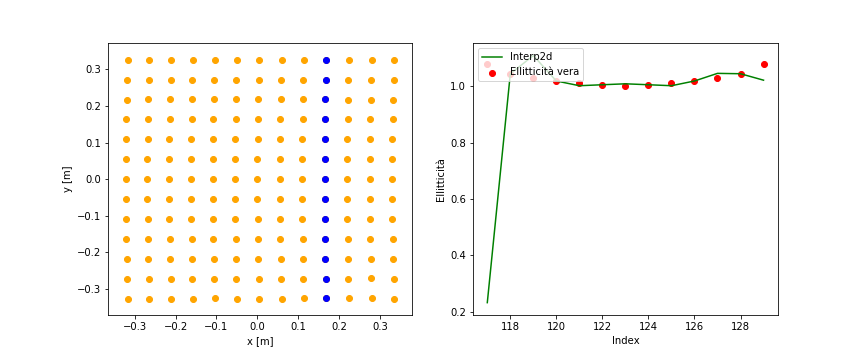 0.3
0.2
0.1
0.0
−0.1
−0.2
−0.3
y [m]
−0.3 −0.2 −0.1 0.0 0.1 0.2 0.3
x [m]
Interp2d
Ellitticità vera
1.0
0.8
0.6
0.4
0.2
Ellitticità
118 120 122 124 126 128
Index